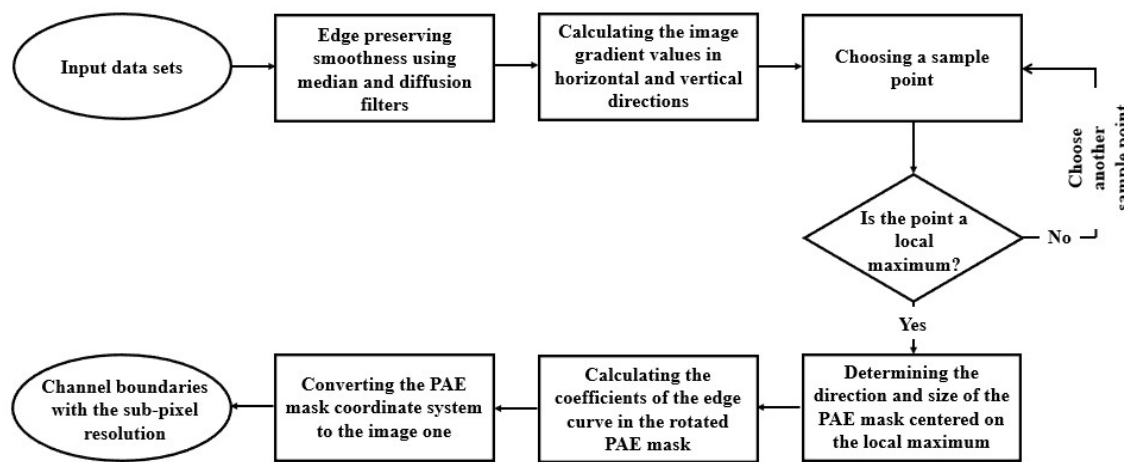 Input data sets
Edge preserving
smoothness using
median and diffusion
filters
Calculating the image
gradient values in
horizontal and vertical
directions
Choosing a sample
point
Choose
another
sample point
Is the point a
local
maximum?
No
Yes
Determining the
direction and size of the
PAE mask centered on
the local maximum
Calculating the
coefficients of the edge
curve in the rotated
PAE mask
Converting the PAE
mask coordinate system
to the image one
Channel boundaries
with the sub-pixel
resolution